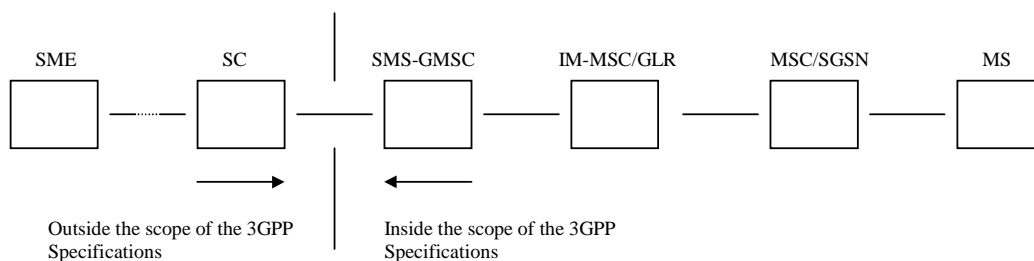 SME SC SMS-GMSC IM-MSC/GLR MSC/SGSN MS
Outside the scope of the 3GPP
Specifications
Inside the scope of the 3GPP
Specifications